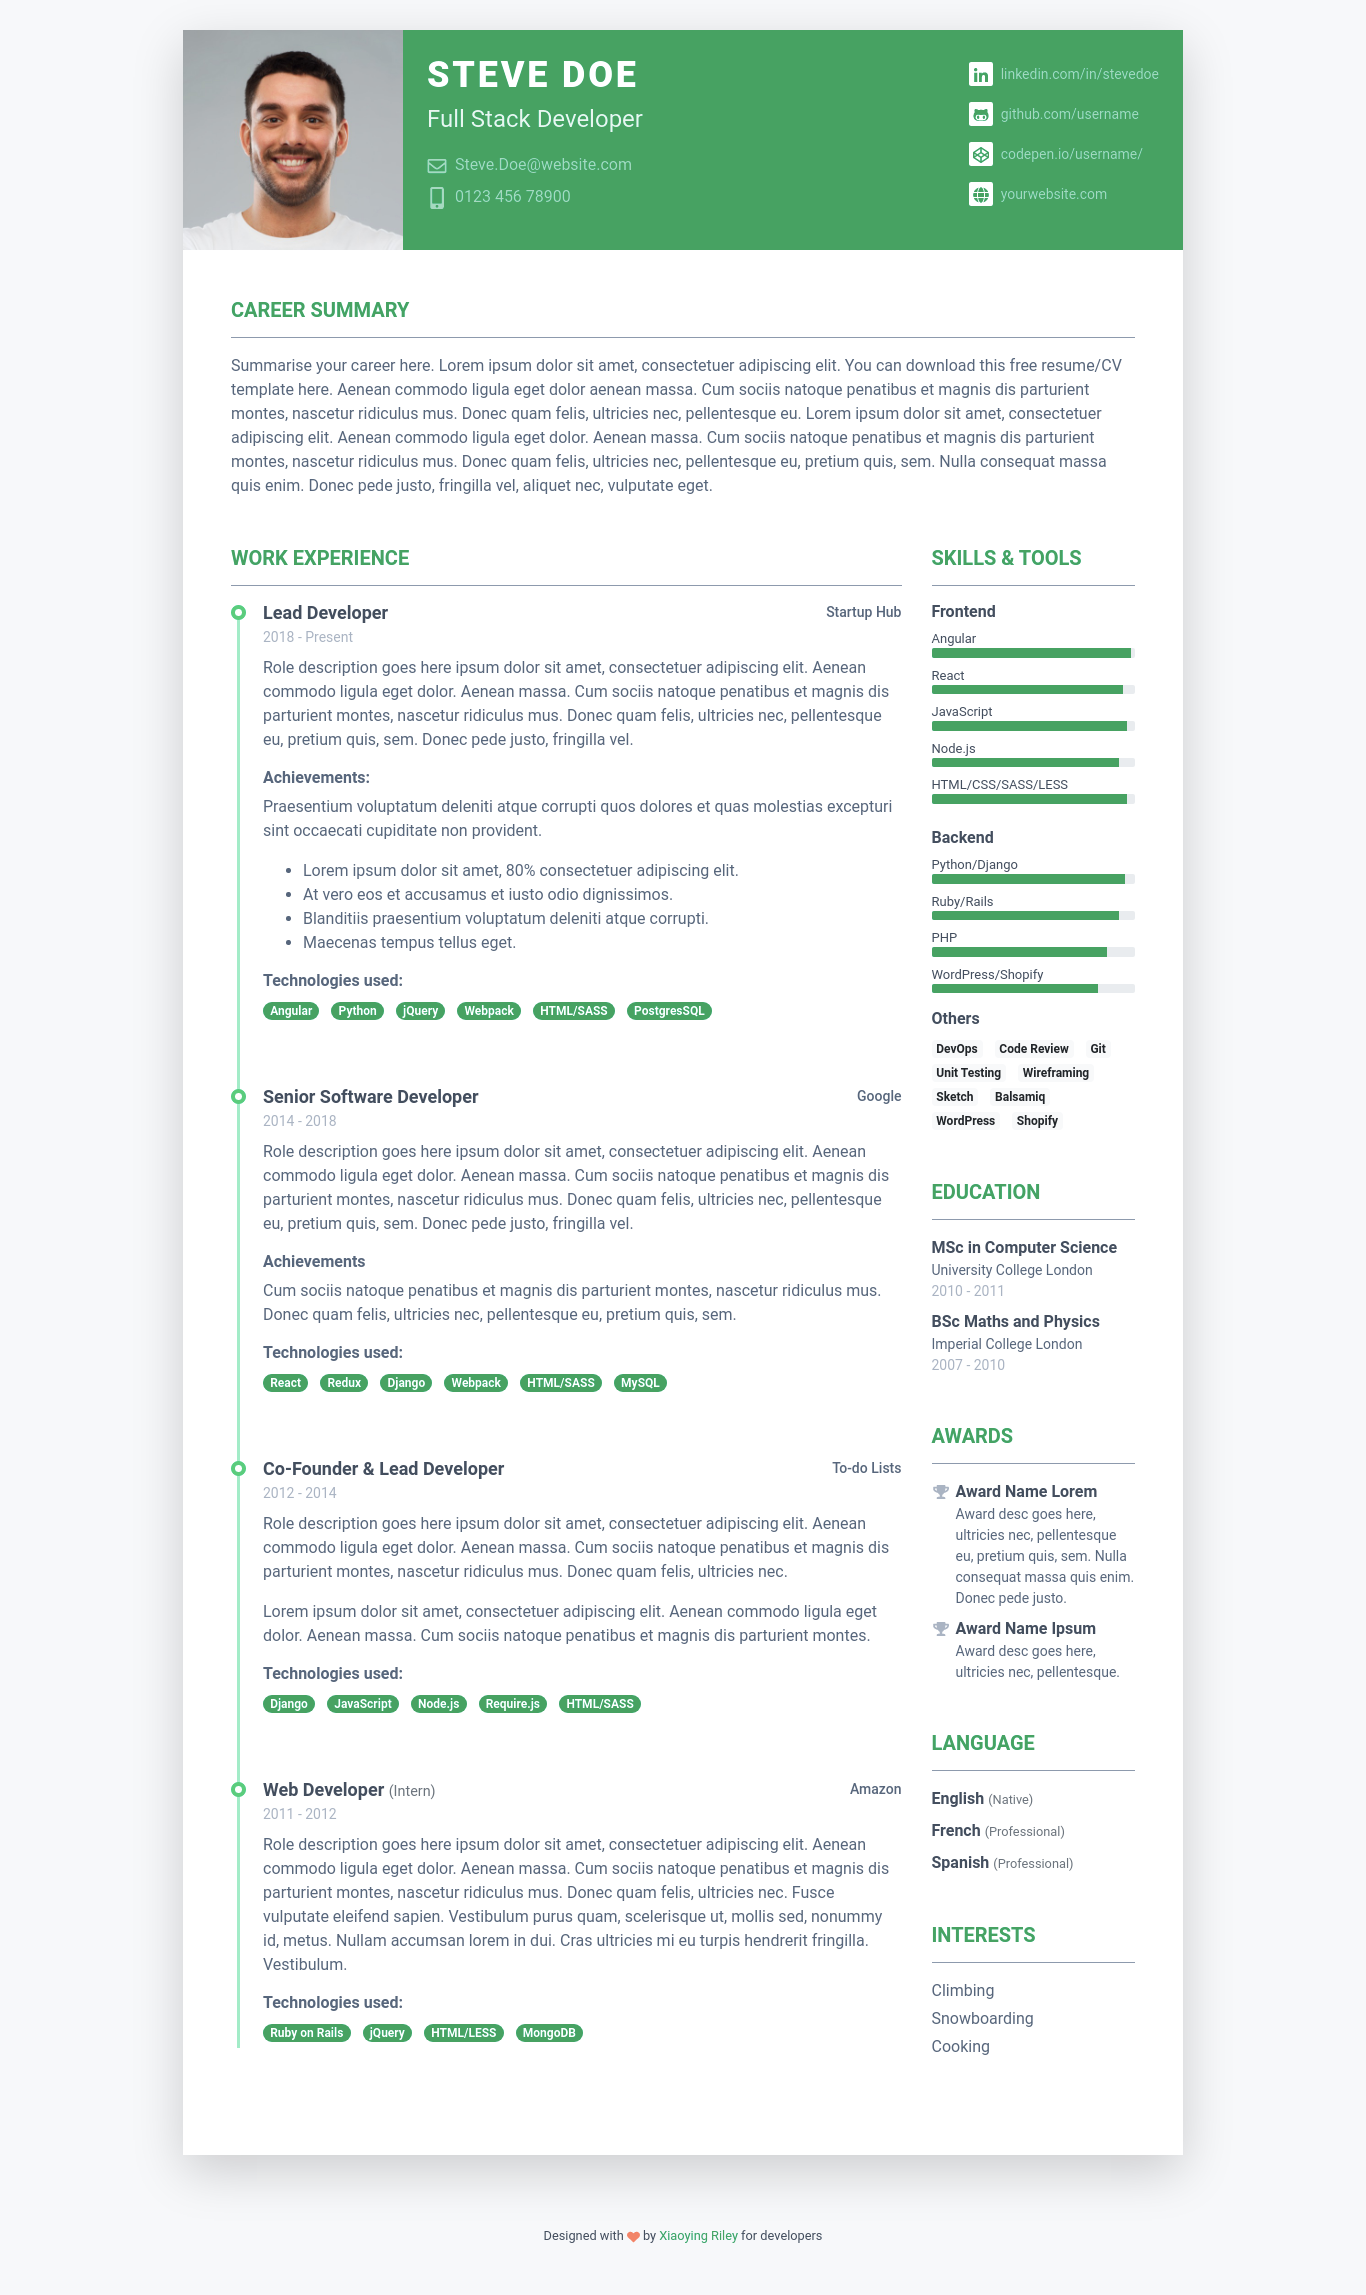 STEVE DOE
Full Stack Developer
Steve.Doe@website.com
0123 456 78900
linkedin.com/in/stevedoe
github.com/username
codepen.io/username/
yourwebsite.com
CAREER SUMMARY
Summarise your career here. Lorem ipsum dolor sit amet, consectetuer adipiscing elit. You can download this free resume/CV
template here. Aenean commodo ligula eget dolor aenean massa. Cum sociis natoque penatibus et magnis dis parturient
montes, nascetur ridiculus mus. Donec quam felis, ultricies nec, pellentesque eu. Lorem ipsum dolor sit amet, consectetuer
adipiscing elit. Aenean commodo ligula eget dolor. Aenean massa. Cum sociis natoque penatibus et magnis dis parturient
montes, nascetur ridiculus mus. Donec quam felis, ultricies nec, pellentesque eu, pretium quis, sem. Nulla consequat massa
quis enim. Donec pede justo, fringilla vel, aliquet nec, vulputate eget.
WORK EXPERIENCE
Lead Developer Startup Hub
2018 - Present
Role description goes here ipsum dolor sit amet, consectetuer adipiscing elit. Aenean
commodo ligula eget dolor. Aenean massa. Cum sociis natoque penatibus et magnis dis
parturient montes, nascetur ridiculus mus. Donec quam felis, ultricies nec, pellentesque
eu, pretium quis, sem. Donec pede justo, fringilla vel.
Achievements:
Praesentium voluptatum deleniti atque corrupti quos dolores et quas molestias excepturi
sint occaecati cupiditate non provident.
• Lorem ipsum dolor sit amet, 80% consectetuer adipiscing elit.
• At vero eos et accusamus et iusto odio dignissimos.
• Blanditiis praesentium voluptatum deleniti atque corrupti.
• Maecenas tempus tellus eget.
Technologies used:
Angular Python jQuery Webpack HTML/SASS PostgresSQL
Senior Software Developer Google
2014 - 2018
Role description goes here ipsum dolor sit amet, consectetuer adipiscing elit. Aenean
commodo ligula eget dolor. Aenean massa. Cum sociis natoque penatibus et magnis dis
parturient montes, nascetur ridiculus mus. Donec quam felis, ultricies nec, pellentesque
eu, pretium quis, sem. Donec pede justo, fringilla vel.
Achievements
Cum sociis natoque penatibus et magnis dis parturient montes, nascetur ridiculus mus.
Donec quam felis, ultricies nec, pellentesque eu, pretium quis, sem.
Technologies used:
React Redux Django Webpack HTML/SASS MySQL
Co-Founder & Lead Developer To-do Lists
2012 - 2014
Role description goes here ipsum dolor sit amet, consectetuer adipiscing elit. Aenean
commodo ligula eget dolor. Aenean massa. Cum sociis natoque penatibus et magnis dis
parturient montes, nascetur ridiculus mus. Donec quam felis, ultricies nec.
Lorem ipsum dolor sit amet, consectetuer adipiscing elit. Aenean commodo ligula eget
dolor. Aenean massa. Cum sociis natoque penatibus et magnis dis parturient montes.
Technologies used:
Django JavaScript Node.js Require.js HTML/SASS
Web Developer (Intern) Amazon
2011 - 2012
Role description goes here ipsum dolor sit amet, consectetuer adipiscing elit. Aenean
commodo ligula eget dolor. Aenean massa. Cum sociis natoque penatibus et magnis dis
parturient montes, nascetur ridiculus mus. Donec quam felis, ultricies nec. Fusce
vulputate eleifend sapien. Vestibulum purus quam, scelerisque ut, mollis sed, nonummy
id, metus. Nullam accumsan lorem in dui. Cras ultricies mi eu turpis hendrerit fringilla.
Vestibulum.
Technologies used:
Ruby on Rails jQuery HTML/LESS MongoDB
SKILLS & TOOLS
Frontend
Angular
React
JavaScript
Node.js
HTML/CSS/SASS/LESS
Backend
Python/Django
Ruby/Rails
PHP
WordPress/Shopify
Others
DevOps Code Review Git
Unit Testing Wireframing
Sketch Balsamiq
WordPress Shopify
EDUCATION
MSc in Computer Science
University College London
2010 - 2011
BSc Maths and Physics
Imperial College London
2007 - 2010
AWARDS
Award Name Lorem
Award desc goes here,
ultricies nec, pellentesque
eu, pretium quis, sem. Nulla
consequat massa quis enim.
Donec pede justo.
Award Name Ipsum
Award desc goes here,
ultricies nec, pellentesque.
LANGUAGE
English (Native)
French (Professional)
Spanish (Professional)
INTERESTS
Climbing
Snowboarding
Cooking
Designed with by Xiaoying Riley for developers